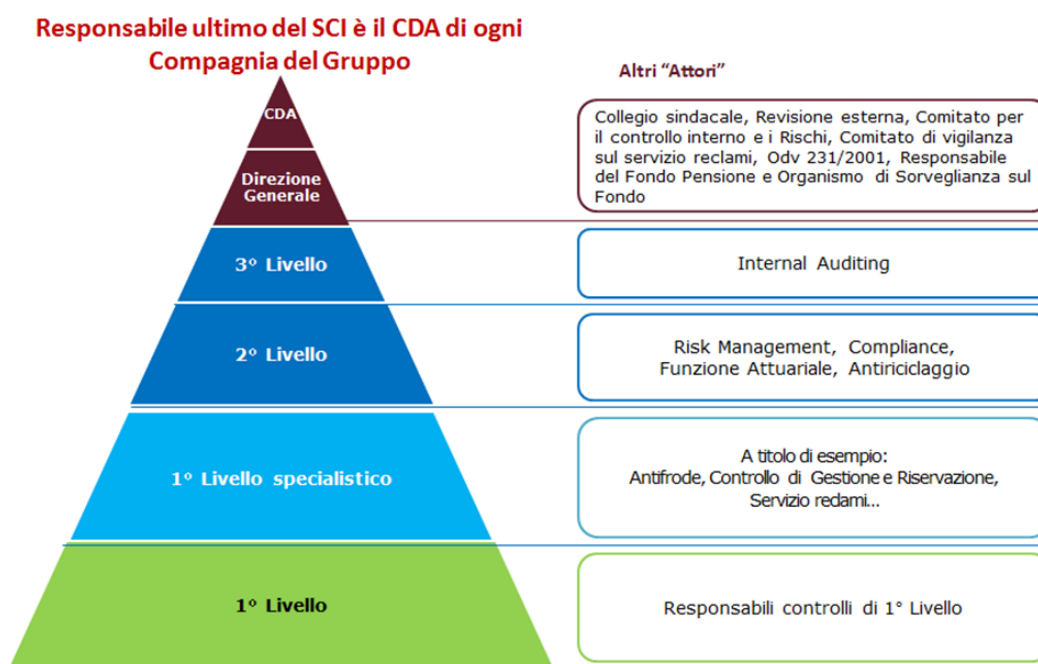 Responsabile ultimo del SCI è il CDA di ogni
Compagnia del Gruppo
Altri “Attori”
CDA
Direzione
Generale
Collegio sindacale, Revisione esterna, Comitato per
il controllo interno e i Rischi, Comitato di vigilanza
sul servizio reclami, Odv 231/2001, Responsabile
del Fondo Pensione e Organismo di Sorveglianza sul
Fondo
3° Livello
Internal Auditing
2° Livello
Risk Management, Compliance,
Funzione Attuariale, Antiriciclaggio
1° Livello specialistico
A titolo di esempio:
Antifrode, Controllo di Gestione e Riservazione,
Servizio reclami...
1° Livello
Responsabili controlli di 1° Livello